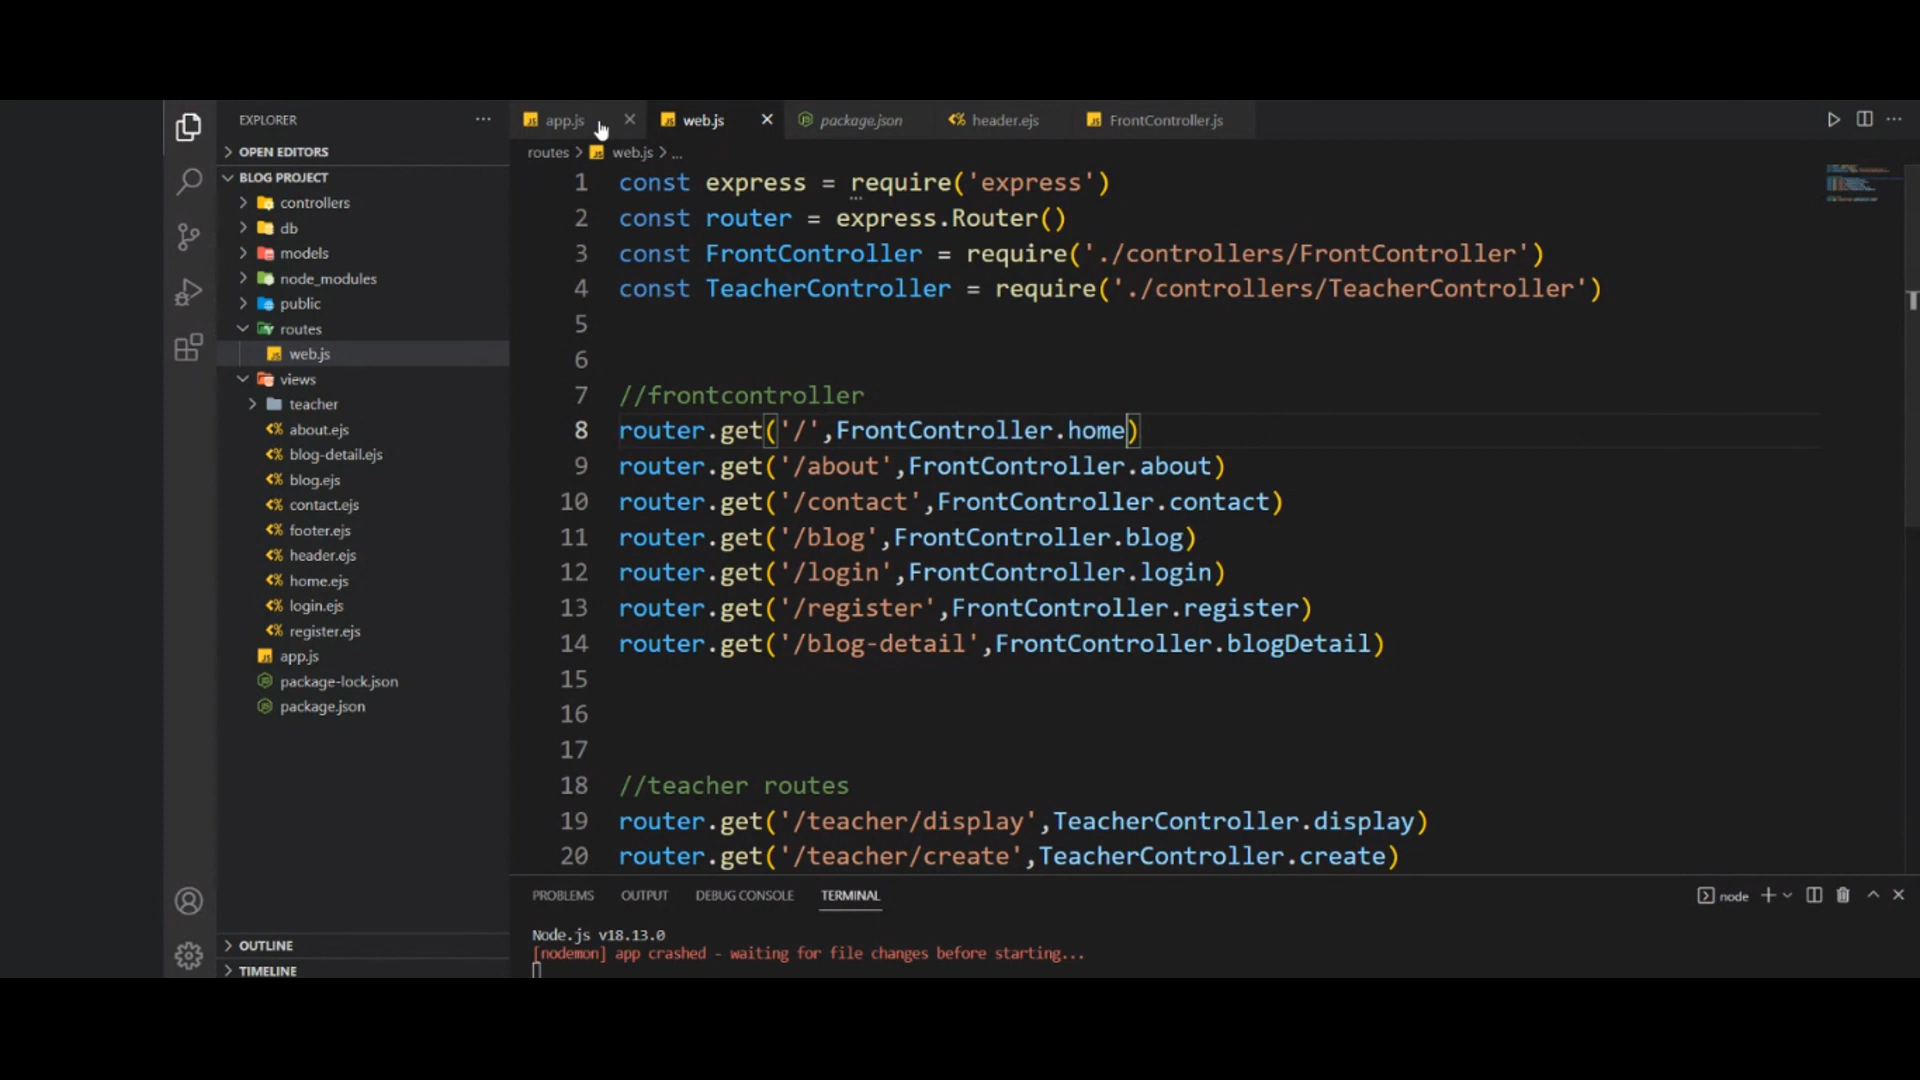 EXPLORER
OPEN EDITORS
BLOG PROJECT
controllers
db
models
node_modules
public
routes
web.js
views
teacher
about.ejs
blog-detail.ejs
blog.ejs
contact.ejs
footer.ejs
header.ejs
home.ejs
login.ejs
register.ejs
app.js
package-lock.json
package.json
OUTLINE
TIMELINE
app.js web.js package.json header.ejs FrontController.js
routes > web.js > ...
1 const express = require('express')
2 const router = express.Router()
3 const FrontController = require('./controllers/FrontController')
4 const TeacherController = require('./controllers/TeacherController')
5
6
7 //frontcontroller
8 router.get('/',FrontController.home)
9 router.get('/about',FrontController.about)
10 router.get('/contact',FrontController.contact)
11 router.get('/blog',FrontController.blog)
12 router.get('/login',FrontController.login)
13 router.get('/register',FrontController.register)
14 router.get('/blog-detail',FrontController.blogDetail)
15
16
17
18 //teacher routes
19 router.get('/teacher/display',TeacherController.display)
20 router.get('/teacher/create',TeacherController.create)
PROBLEMS OUTPUT DEBUG CONSOLE TERMINAL node
Node.js v18.13.0
[nodemon] app crashed - waiting for file changes before starting...